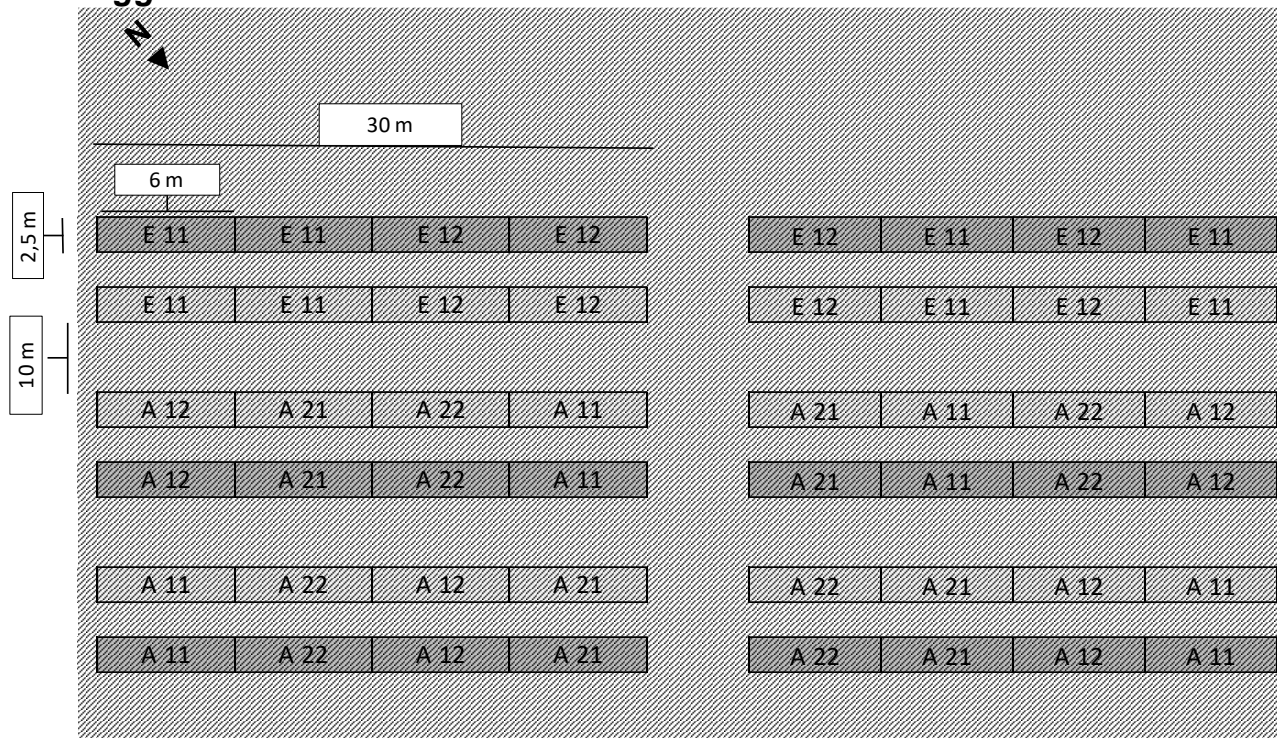 N
30 m
6 m
2,5 m
E 11 E 11 E 12 E 12 E 12 E 11 E 12 E 11
E 11 E 11 E 12 E 12 E 12 E 11 E 12 E 11
10 m
A 12 A 21 A 22 A 11 A 21 A 11 A 22 A 12
A 12 A 21 A 22 A 11 A 21 A 11 A 22 A 12
A 11 A 22 A 12 A 21 A 22 A 21 A 12 A 11
A 11 A 22 A 12 A 21 A 22 A 21 A 12 A 11